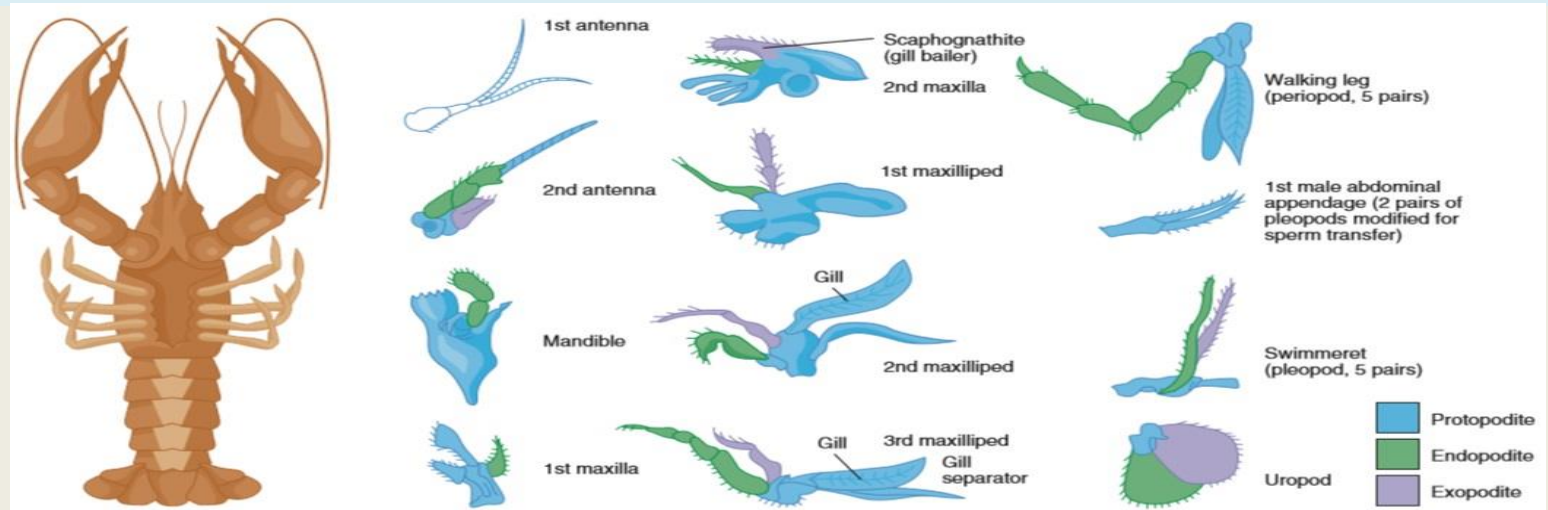 1st antenna
2nd antenna
Mandible
1st maxilla
Scaphognathite
(gill bailer)
2nd maxilla
1st maxilliped
Gill
2nd maxilliped
Gill
3rd maxilliped
Gill
separator
Walking leg
(periopod, 5 pairs)
1st male abdominal
appendage (2 pairs of
pleopods modified for
sperm transfer)
Swimmeret
(pleopod, 5 pairs)
Uropod
Protopodite
Endopodite
Exopodite